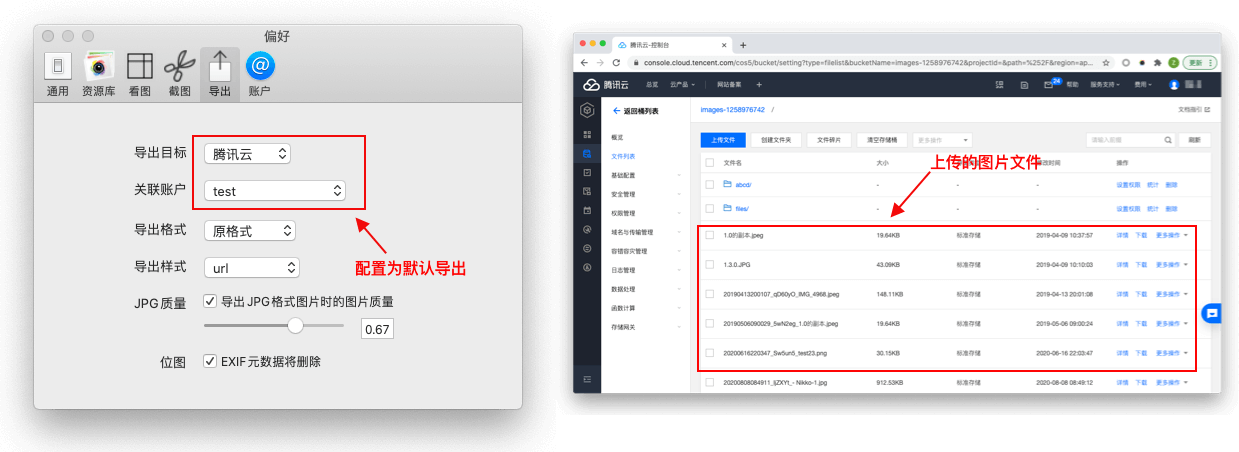 偏好
通用 资源库 看图 截图 导出 账户
导出目标 腾讯云
关联账户 test
导出格式 原格式
导出样式 url
JPG质量 导出JPG格式图片时的图片质量
0.67
位图 EXIF元数据将删除
配置为默认导出
腾讯云-控制台
console.cloud.tencent.com/cos5/bucket/setting?type=filelist&bucketName=images-1258976742&projectid=&path=%252F&region=ap...
更新
腾讯云 总览 云产品 网站备案 24 帮助 服务支持 费用
返回桶列表 images-1258976742 / 文档指引
概览
文件列表
基础配置
安全管理
权限管理
域名与传输管理
容错容灾管理
日志管理
数据处理
函数计算
存储网关
上传文件 创建文件夹 文件碎片 清空存储桶 更多操作 请输入前缀 刷新
文件名 大小 修改时间 操作
上传的图片文件
abcd/ - - - 设置权限 统计 删除
files/ - - - 设置权限 统计 删除
1.0的副本.jpeg 19.64KB 标准存储 2019-04-09 10:37:57 详情 下载 更多操作
1.3.0.JPG 43.09KB 标准存储 2019-04-09 10:10:03 详情 下载 更多操作
20190413200107_qD60yO_IMG_4968.jpeg 148.11KB 标准存储 2019-04-13 20:01:08 详情 下载 更多操作
20190506090029_5wN2eg_1.0的副本.jpeg 19.64KB 标准存储 2019-05-06 09:00:24 详情 下载 更多操作
20200616220347_Sw5un5_test23.png 30.15KB 标准存储 2020-06-16 22:03:47 详情 下载 更多操作
20200808084911_ljZXYt_- Nikko-1.jpg 912.53KB 标准存储 2020-08-08 08:49:12 详情 下载 更多操作